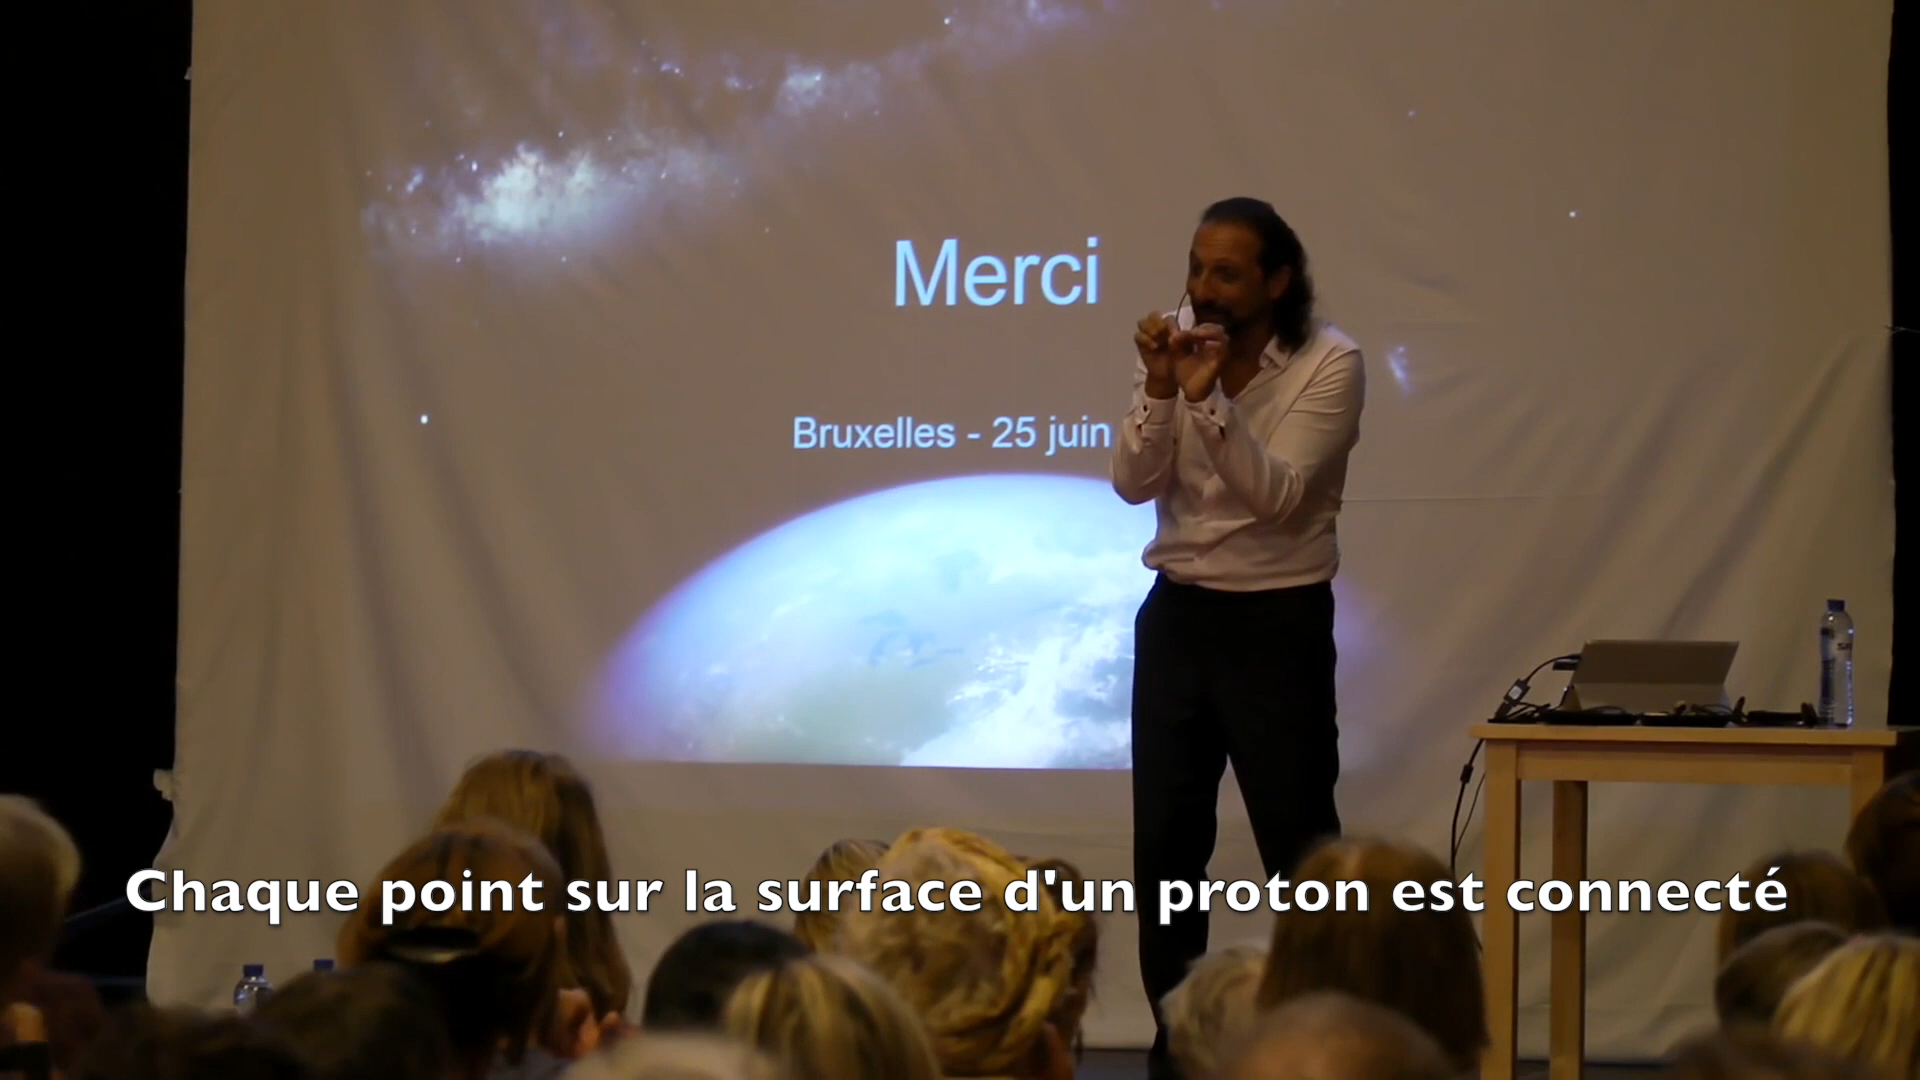 Merci
Bruxelles - 25 juin
Chaque point sur la surface d'un proton est connecté